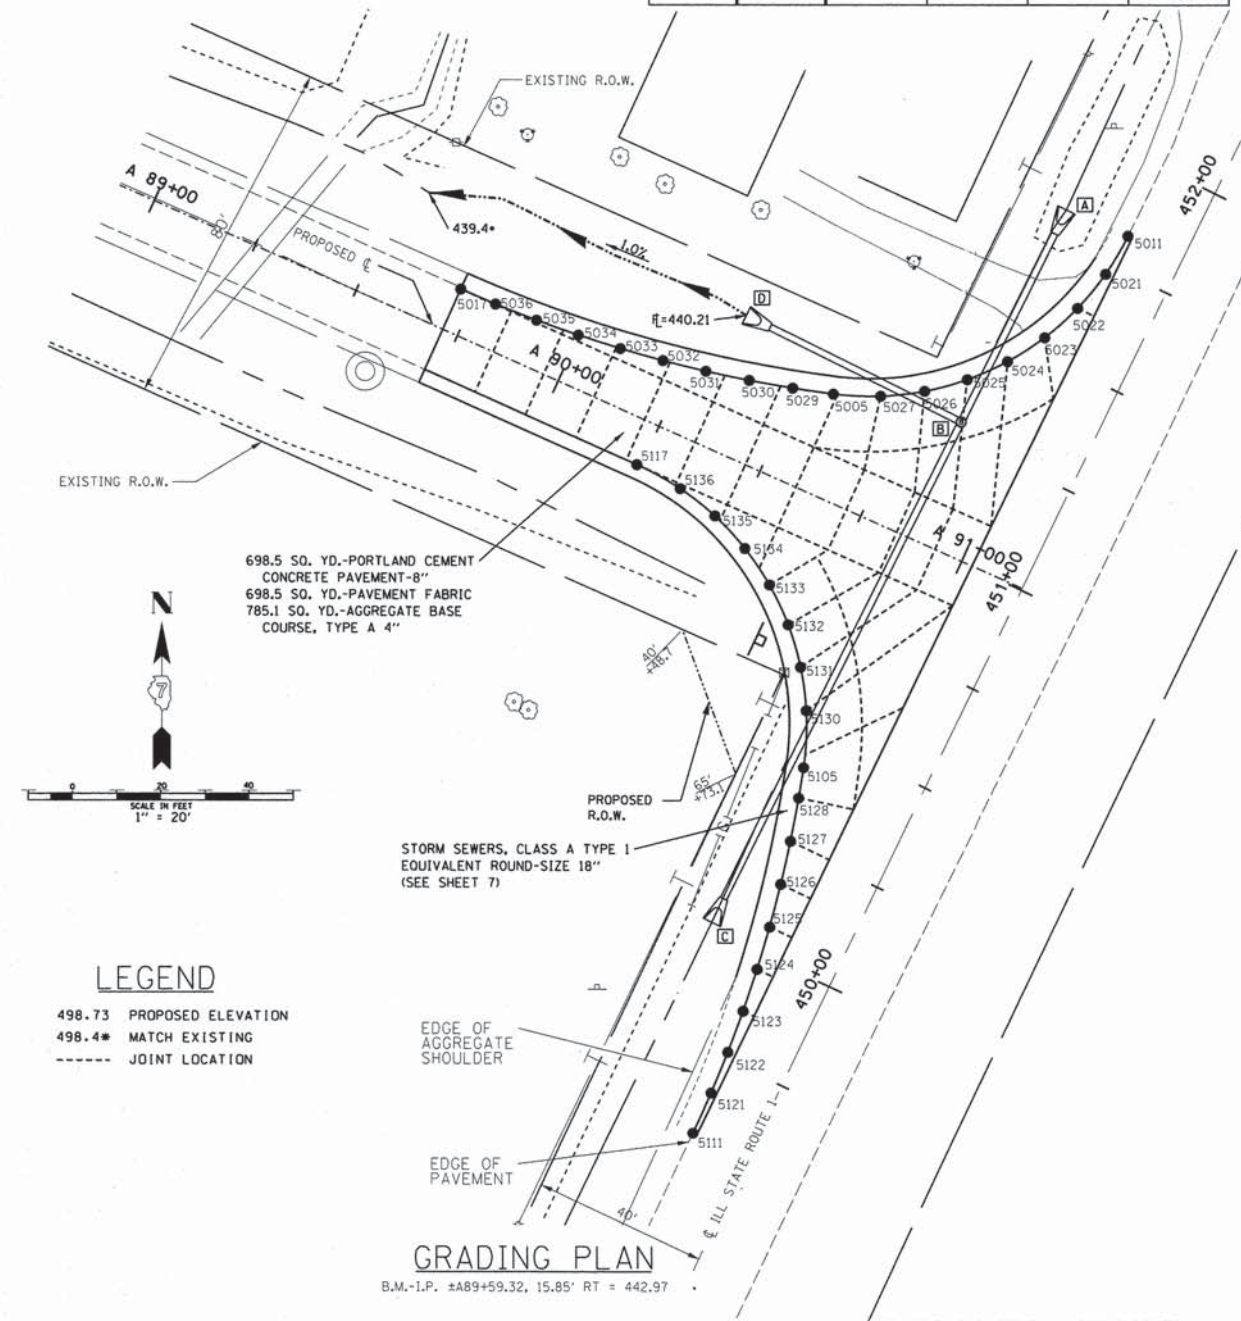 EXISTING R.O.W.
A 89+00
452+00
A
5011
439.4*
1.0%
80'
PROPOSED ℄
5021
D
5017
5036
FL=440.21
5022
5035
5034
5023
5033
A 90+00
5032
5024
5031
5025
5030
5029
5005
5027
5026
B
5117
EXISTING R.O.W.
5136
5135
A 91+00
5134
451+00
698.5 SQ. YD.-PORTLAND CEMENT
CONCRETE PAVEMENT-8"
698.5 SQ. YD.-PAVEMENT FABRIC
785.1 SQ. YD.-AGGREGATE BASE
COURSE, TYPE A 4"
5133
N
5132
40'
+48.7
5131
7
5130
5105
65'
+73.1
0 20 40
SCALE IN FEET
1" = 20'
PROPOSED
R.O.W.
5128
5127
STORM SEWERS, CLASS A TYPE 1
EQUIVALENT ROUND-SIZE 18"
(SEE SHEET 7)
5126
5125
C
5124
450+00
LEGEND
498.73 PROPOSED ELEVATION
498.4* MATCH EXISTING
------ JOINT LOCATION
5123
EDGE OF
AGGREGATE
SHOULDER
5122
5121
5111
℄ ILL STATE ROUTE 1
EDGE OF
PAVEMENT
40'
GRADING PLAN
B.M.-I.P. ±A89+59.32, 15.85' RT = 442.97